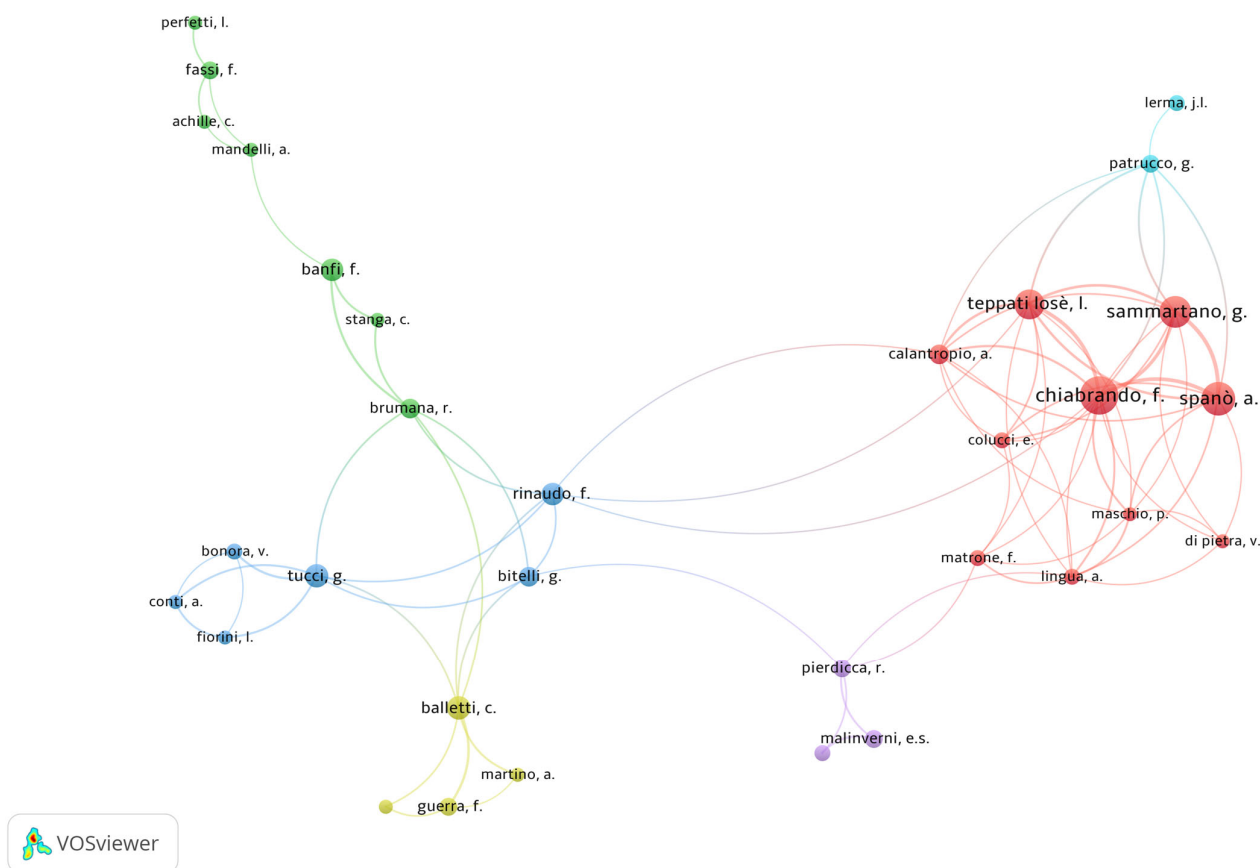 perfetti, l.
fassi, f.
achille, c.
mandelli, a.
lerma, j.l.
patrucco, g.
banfi, f.
stanga, c.
teppati losè, l.
sammartano, g.
calantropio, a.
chiabrando, f.
spanò, a.
brumana, r.
colucci, e.
rinaudo, f.
maschio, p.
di pietra, v.
bonora, v.
matrone, f.
tucci, g.
bitelli, g.
lingua, a.
conti, a.
fiorini, l.
pierdicca, r.
balletti, c.
malinverni, e.s.
martino, a.
guerra, f.
VOSviewer